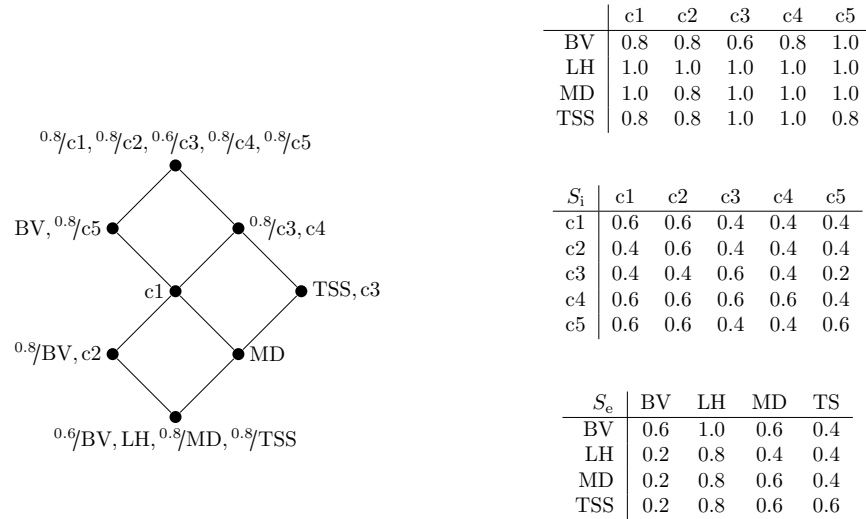 0.8/c1, 0.8/c2, 0.6/c3, 0.8/c4, 0.8/c5
BV, 0.8/c5
0.8/c3, c4
c1
TSS, c3
0.8/BV, c2
MD
0.6/BV, LH, 0.8/MD, 0.8/TSS
c1 c2 c3 c4 c5
BV 0.8 0.8 0.6 0.8 1.0
LH 1.0 1.0 1.0 1.0 1.0
MD 1.0 0.8 1.0 1.0 1.0
TSS 0.8 0.8 1.0 1.0 0.8
Si c1 c2 c3 c4 c5
c1 0.6 0.6 0.4 0.4 0.4
c2 0.4 0.6 0.4 0.4 0.4
c3 0.4 0.4 0.6 0.4 0.2
c4 0.6 0.6 0.6 0.6 0.4
c5 0.6 0.6 0.4 0.4 0.6
Se BV LH MD TS
BV 0.6 1.0 0.6 0.4
LH 0.2 0.8 0.4 0.4
MD 0.2 0.8 0.6 0.4
TSS 0.2 0.8 0.6 0.6